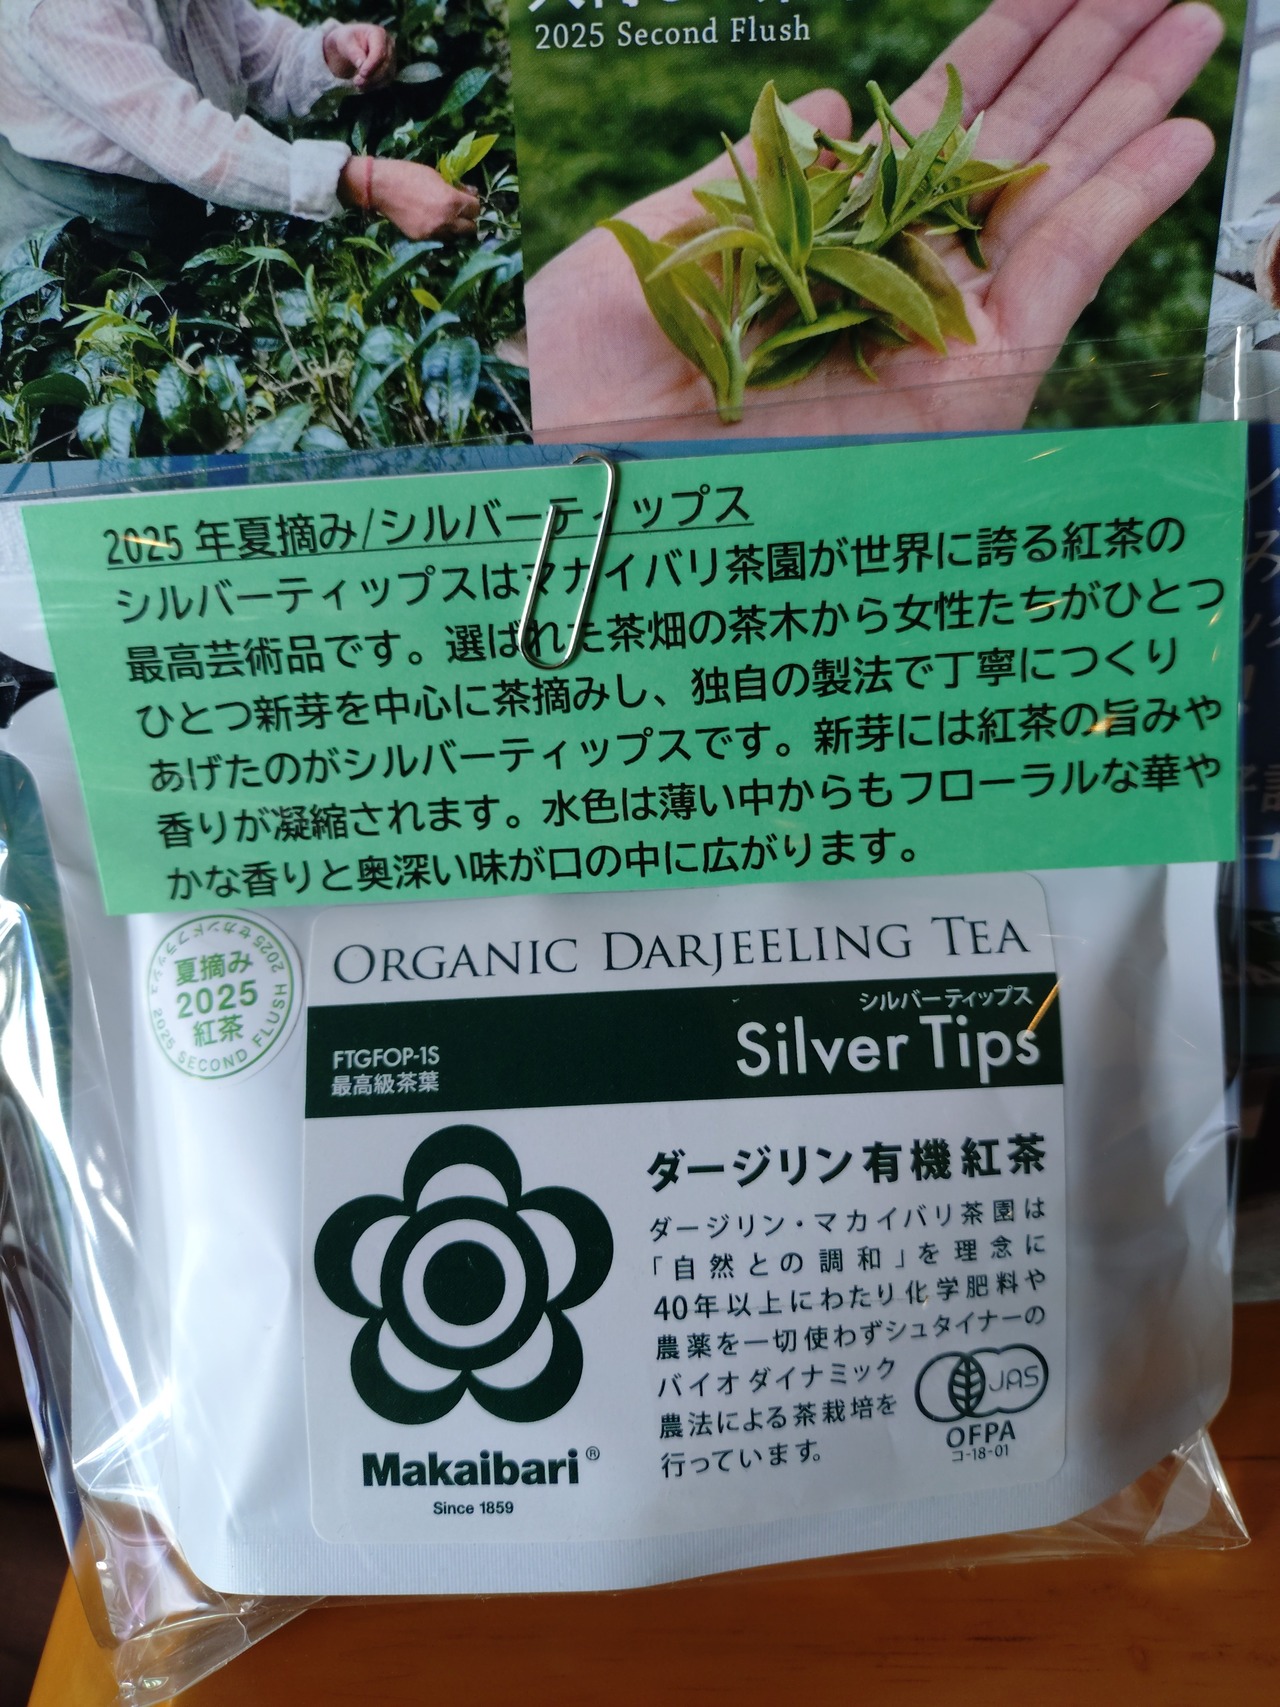 2025 Second Flush
2025年夏摘み/シルバーティップス
シルバーティップスはマカイバリ茶園が世界に誇る紅茶の
最高芸術品です。選ばれた茶畑の茶木から女性たちがひとつ
ひとつ新芽を中心に茶摘みし、独自の製法で丁寧につくり
あげたのがシルバーティップスです。新芽には紅茶の旨みや
香りが凝縮されます。水色は薄い中からもフローラルな華や
かな香りと奥深い味が口の中に広がります。
2025 セカンドフラッシュ
夏摘み
2025
紅茶
2025 SECOND FLUSH
ORGANIC DARJEELING TEA
シルバーティップス
Silver Tips
FTGFOP-1S
最高級茶葉
ダージリン有機紅茶
ダージリン・マカイバリ茶園は
「自然との調和」を理念に
40年以上にわたり化学肥料や
農薬を一切使わずシュタイナーの
バイオダイナミック
農法による茶栽培を
行っています。
JAS
OFPA
コ-18-01
Makaibari®
Since 1859